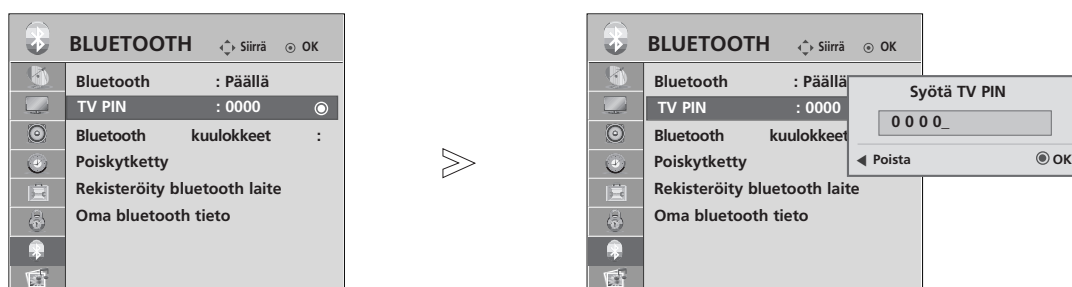 BLUETOOTH Siirrä OK
Bluetooth : Päällä
TV PIN : 0000
Bluetooth kuulokkeet :
Poiskytketty
Rekisteröity bluetooth laite
Oma bluetooth tieto
BLUETOOTH Siirrä OK
Bluetooth : Päällä
TV PIN : 0000
Bluetooth kuulokkeet
Poiskytketty
Rekisteröity bluetooth laite
Oma bluetooth tieto
Syötä TV PIN
0 0 0 0_
Poista OK